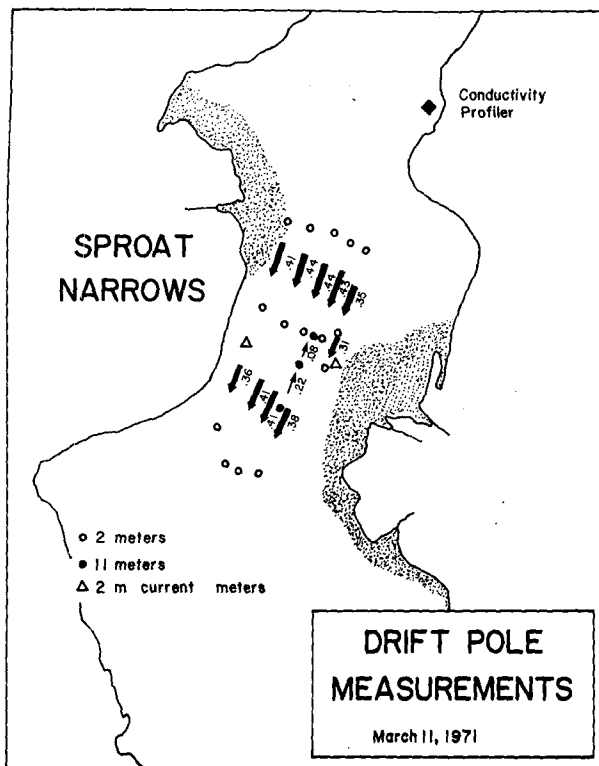 Conductivity
Profiler
SPROAT
NARROWS
.41
.44
.44
.43
.35
.31
.08
.22
.36
.41
.41
.38
2 meters
11 meters
2 m current meters
DRIFT POLE
MEASUREMENTS
March 11, 1971